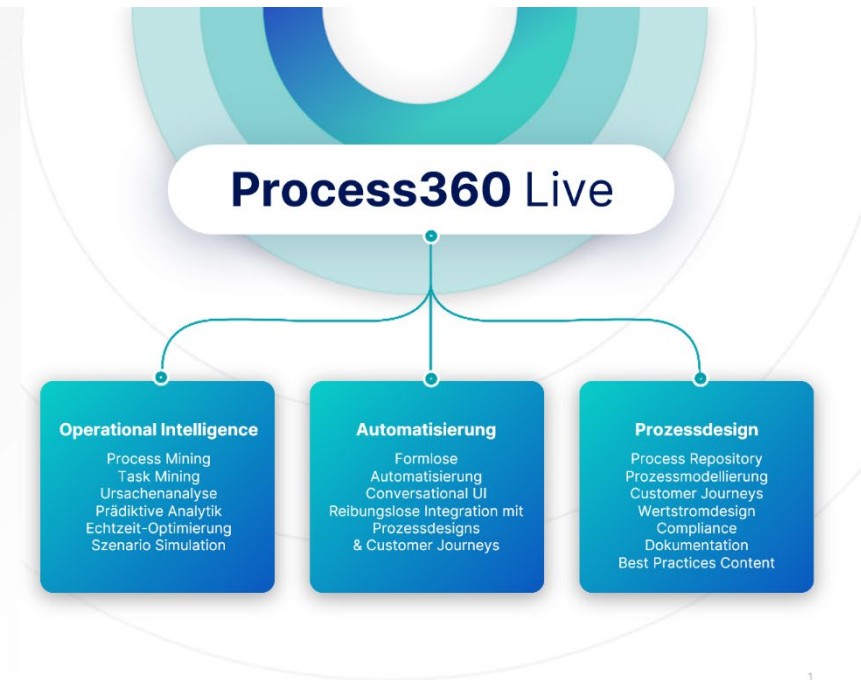 Process360 Live
Operational Intelligence
Process Mining
Task Mining
Ursachenanalyse
Prädiktive Analytik
Echtzeit-Optimierung
Szenario Simulation
Automatisierung
Formlose
Automatisierung
Conversational UI
Reibungslose Integration mit
Prozessdesigns
& Customer Journeys
Prozessdesign
Process Repository
Prozessmodellierung
Customer Journeys
Wertstromdesign
Compliance
Dokumentation
Best Practices Content
1